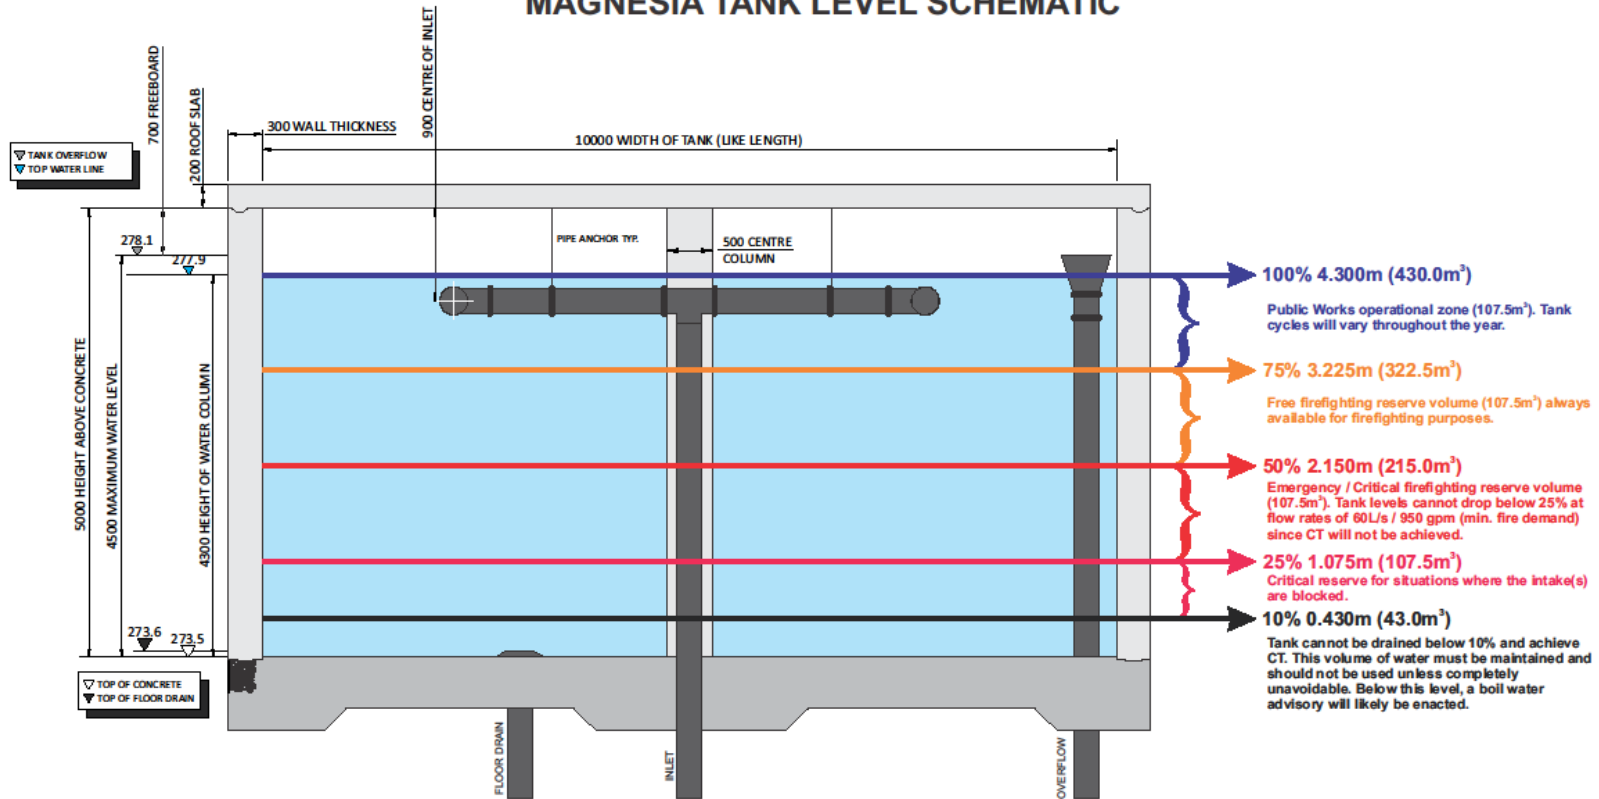 MAGNESIA TANK LEVEL SCHEMATIC
TANK OVERFLOW
TOP WATER LINE
700 FREEBOARD
200 ROOF SLAB
300 WALL THICKNESS
900 CENTRE OF INLET
10000 WIDTH OF TANK (LIKE LENGTH)
278.1
277.9
PIPE ANCHOR TYP.
500 CENTRE
COLUMN
5000 HEIGHT ABOVE CONCRETE
4500 MAXIMUM WATER LEVEL
4300 HEIGHT OF WATER COLUMN
100% 4.300m (430.0m³)
Public Works operational zone (107.5m³). Tank
cycles will vary throughout the year.
75% 3.225m (322.5m³)
Free firefighting reserve volume (107.5m³) always
available for firefighting purposes.
50% 2.150m (215.0m³)
Emergency / Critical firefighting reserve volume
(107.5m³). Tank levels cannot drop below 25% at
flow rates of 60L/s / 950 gpm (min. fire demand)
since CT will not be achieved.
25% 1.075m (107.5m³)
Critical reserve for situations where the intake(s)
are blocked.
10% 0.430m (43.0m³)
Tank cannot be drained below 10% and achieve
CT. This volume of water must be maintained and
should not be used unless completely
unavoidable. Below this level, a boil water
advisory will likely be enacted.
273.6
273.5
TOP OF CONCRETE
TOP OF FLOOR DRAIN
FLOOR DRAIN
INLET
OVERFLOW